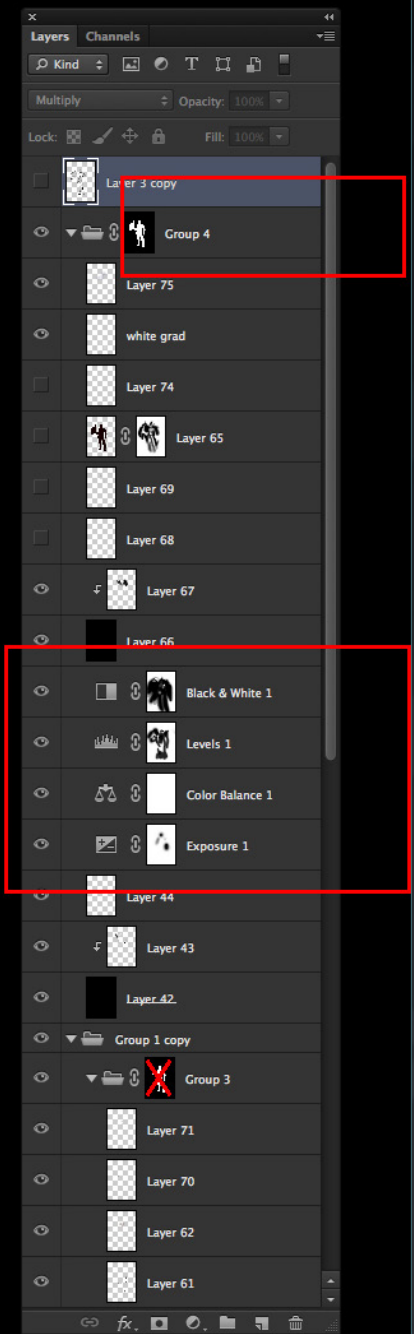 Layers Channels
Kind
Multiply Opacity: 100%
Lock: Fill: 100%
Layer 3 copy
Group 4
Layer 75
white grad
Layer 74
Layer 65
Layer 69
Layer 68
Layer 67
Layer 66
Black & White 1
Levels 1
Color Balance 1
Exposure 1
Layer 44
Layer 43
Layer 42
Group 1 copy
Group 3
Layer 71
Layer 70
Layer 62
Layer 61
fx